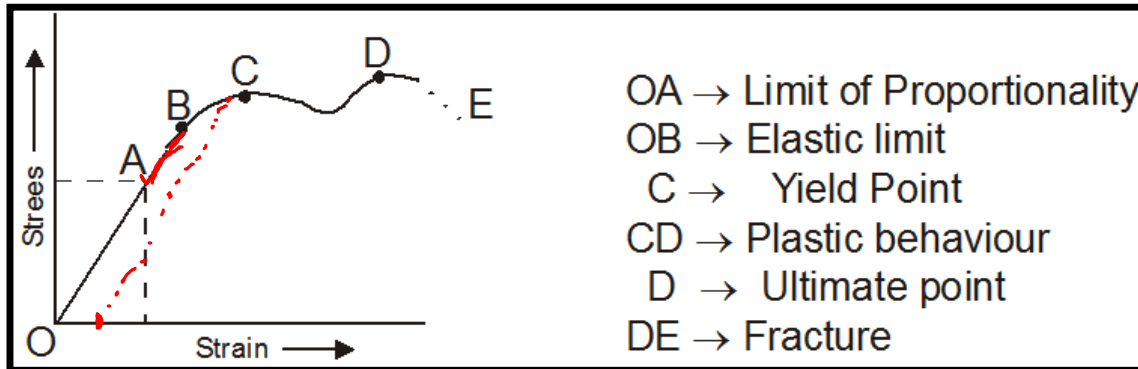 D
C
B
E
A
O
Strees
Strain
OA → Limit of Proportionality
OB → Elastic limit
C → Yield Point
CD → Plastic behaviour
D → Ultimate point
DE → Fracture